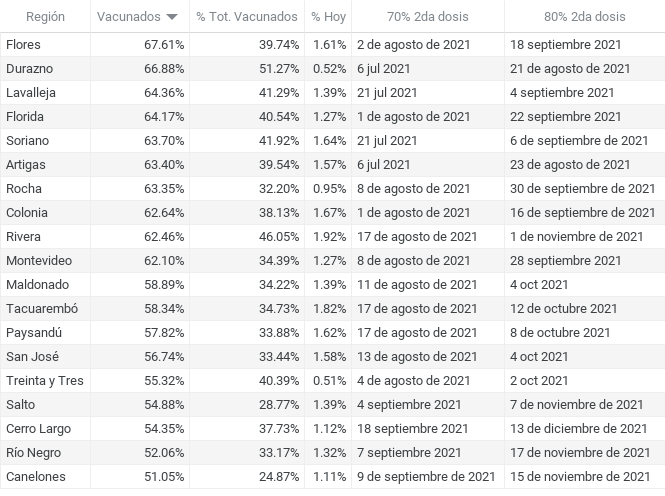 Región Vacunados % Tot. Vacunados % Hoy 70% 2da dosis 80% 2da dosis
Flores 67.61% 39.74% 1.61% 2 de agosto de 2021 18 septiembre 2021
Durazno 66.88% 51.27% 0.52% 6 jul 2021 21 de agosto de 2021
Lavalleja 64.36% 41.29% 1.39% 21 jul 2021 4 septiembre 2021
Florida 64.17% 40.54% 1.27% 1 de agosto de 2021 22 septiembre 2021
Soriano 63.70% 41.92% 1.64% 21 jul 2021 6 de septiembre de 2021
Artigas 63.40% 39.54% 1.57% 6 jul 2021 23 de agosto de 2021
Rocha 63.35% 32.20% 0.95% 8 de agosto de 2021 30 de septiembre de 2021
Colonia 62.64% 38.13% 1.67% 1 de agosto de 2021 16 de septiembre de 2021
Rivera 62.46% 46.05% 1.92% 17 de agosto de 2021 1 de noviembre de 2021
Montevideo 62.10% 34.39% 1.27% 8 de agosto de 2021 28 septiembre 2021
Maldonado 58.89% 34.22% 1.39% 11 de agosto de 2021 4 oct 2021
Tacuarembó 58.34% 34.73% 1.82% 17 de agosto de 2021 12 de octubre de 2021
Paysandú 57.82% 33.88% 1.62% 17 de agosto de 2021 8 de octubre 2021
San José 56.74% 33.44% 1.58% 13 de agosto de 2021 4 oct 2021
Treinta y Tres 55.32% 40.39% 0.51% 4 de agosto de 2021 2 oct 2021
Salto 54.88% 28.77% 1.39% 4 septiembre 2021 7 de noviembre de 2021
Cerro Largo 54.35% 37.73% 1.12% 18 septiembre 2021 13 de diciembre de 2021
Río Negro 52.06% 33.17% 1.32% 7 septiembre 2021 17 de noviembre de 2021
Canelones 51.05% 24.87% 1.11% 9 de septiembre de 2021 15 de noviembre de 2021